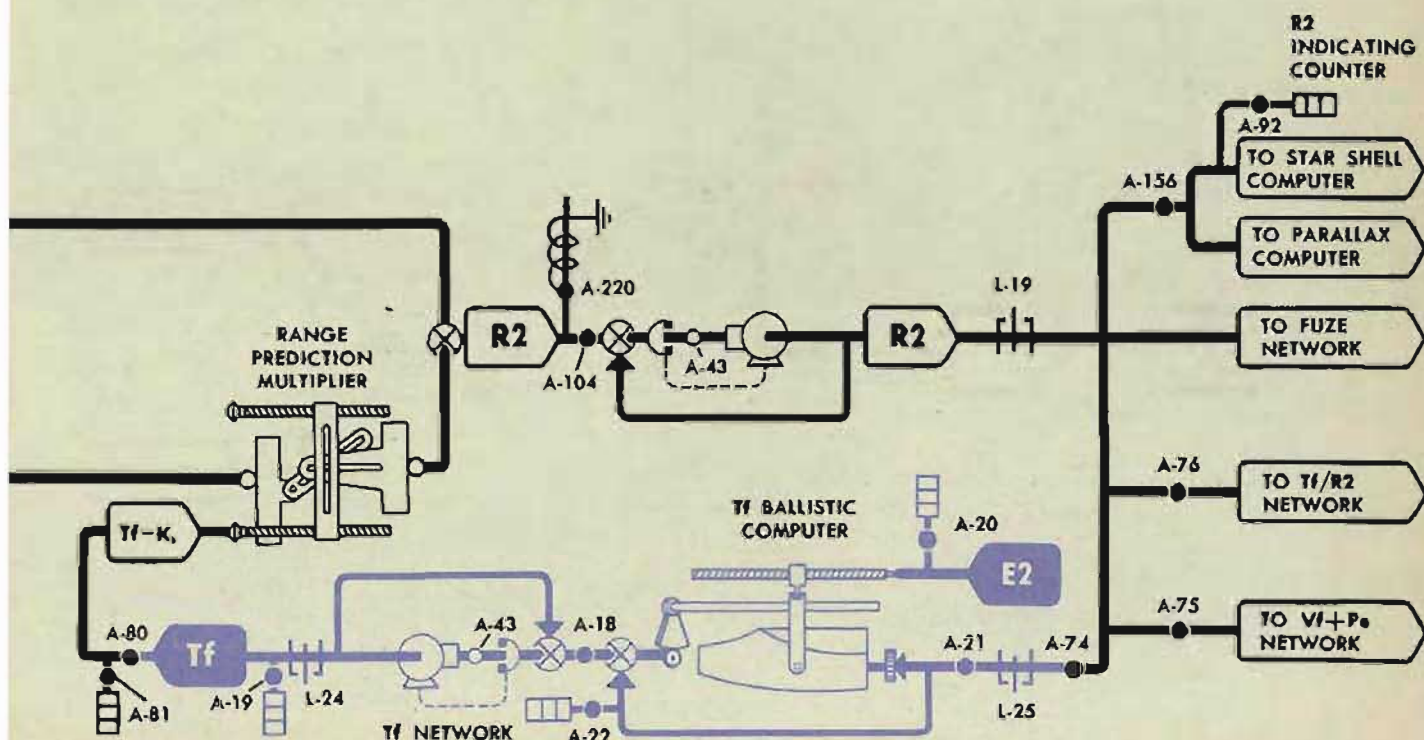 R2
INDICATING
COUNTER
A-92
TO STAR SHELL
COMPUTER
A-156
TO PARALLAX
COMPUTER
A-220
L-19
RANGE
PREDICTION
MULTIPLIER
R2
A-104
A-43
R2
TO FUZE
NETWORK
A-76
TO Tf/R2
NETWORK
Tf BALLISTIC
COMPUTER
A-20
Tf-K,
E2
A-80
Tf
A-43
A-18
A-21
A-74
A-75
TO Vf+Pe
NETWORK
A-81
A-19
L-24
Tf NETWORK
A-22
L-25